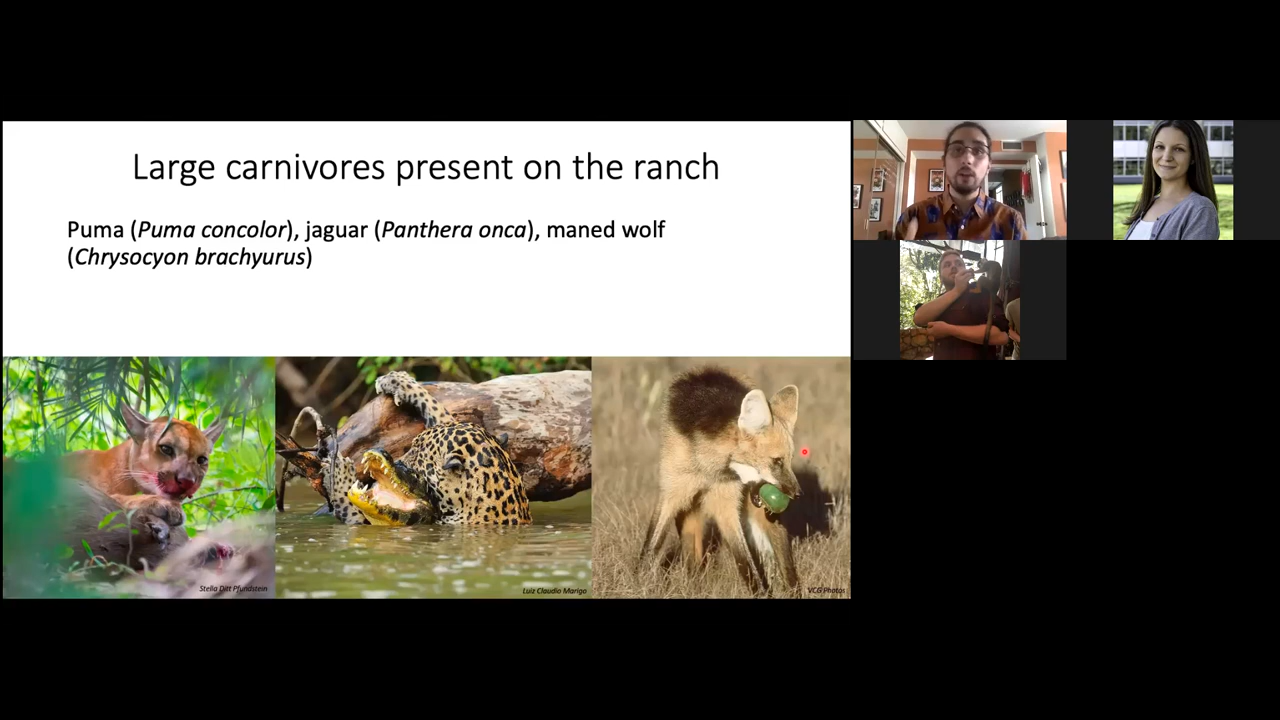 Large carnivores present on the ranch
Puma (Puma concolor), jaguar (Panthera onca), maned wolf
(Chrysocyon brachyurus)
Stella Ditt Pfundstein
Luiz Claudio Marigo
VCG Photos